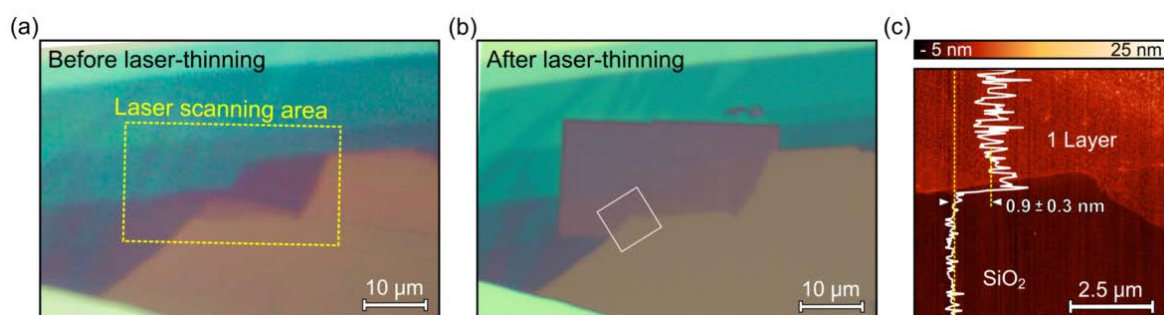 (a)
Before laser-thinning
Laser scanning area
10 μm
(b)
After laser-thinning
10 μm
(c)
- 5 nm 25 nm
1 Layer
0.9 ± 0.3 nm
SiO₂
2.5 μm